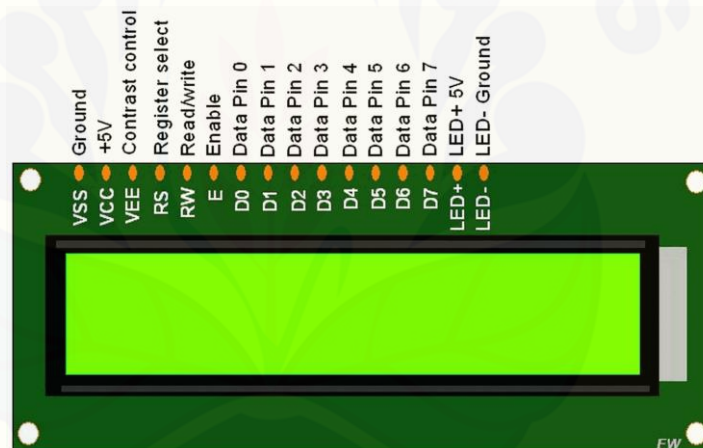 Ground
+5V
Contrast control
Register select
Read/write
Enable
Data Pin 0
Data Pin 1
Data Pin 2
Data Pin 3
Data Pin 4
Data Pin 5
Data Pin 6
Data Pin 7
LED+ 5V
LED- Ground
VSS
VCC
VEE
RS
RW
E
D0
D1
D2
D3
D4
D5
D6
D7
LED+
LED-
EW